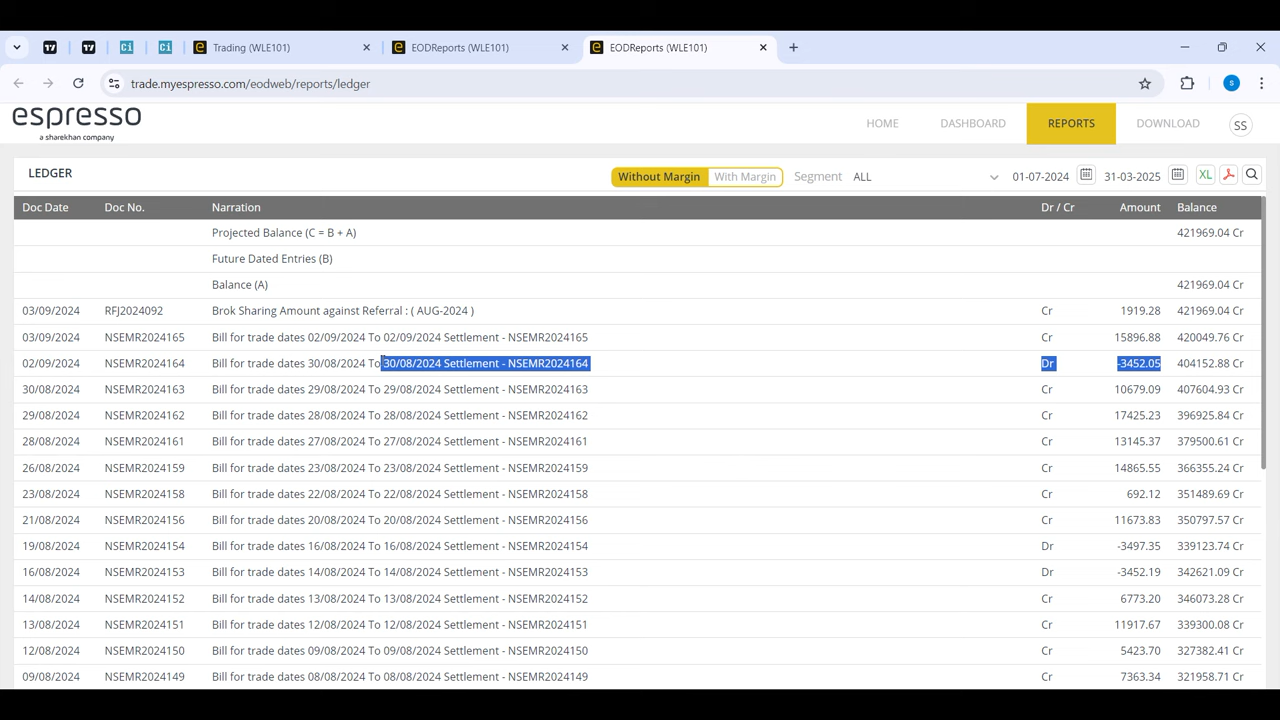 Trading (WLE101)
EODReports (WLE101)
EODReports (WLE101)
trade.myespresso.com/eodweb/reports/ledger
S
espresso
a sharekhan company
HOME
DASHBOARD
REPORTS
DOWNLOAD
SS
LEDGER
Without Margin
With Margin
Segment
ALL
01-07-2024
31-03-2025
XL
Doc Date Doc No. Narration Dr / Cr Amount Balance
Projected Balance (C = B + A) 421969.04 Cr
Future Dated Entries (B)
Balance (A) 421969.04 Cr
03/09/2024 RFJ2024092 Brok Sharing Amount against Referral : ( AUG-2024 ) Cr 1919.28 421969.04 Cr
03/09/2024 NSEMR2024165 Bill for trade dates 02/09/2024 To 02/09/2024 Settlement - NSEMR2024165 Cr 15896.88 420049.76 Cr
02/09/2024 NSEMR2024164 Bill for trade dates 30/08/2024 To 30/08/2024 Settlement - NSEMR2024164 Dr -3452.05 404152.88 Cr
30/08/2024 NSEMR2024163 Bill for trade dates 29/08/2024 To 29/08/2024 Settlement - NSEMR2024163 Cr 10679.09 407604.93 Cr
29/08/2024 NSEMR2024162 Bill for trade dates 28/08/2024 To 28/08/2024 Settlement - NSEMR2024162 Cr 17425.23 396925.84 Cr
28/08/2024 NSEMR2024161 Bill for trade dates 27/08/2024 To 27/08/2024 Settlement - NSEMR2024161 Cr 13145.37 379500.61 Cr
26/08/2024 NSEMR2024159 Bill for trade dates 23/08/2024 To 23/08/2024 Settlement - NSEMR2024159 Cr 14865.55 366355.24 Cr
23/08/2024 NSEMR2024158 Bill for trade dates 22/08/2024 To 22/08/2024 Settlement - NSEMR2024158 Cr 692.12 351489.69 Cr
21/08/2024 NSEMR2024156 Bill for trade dates 20/08/2024 To 20/08/2024 Settlement - NSEMR2024156 Cr 11673.83 350797.57 Cr
19/08/2024 NSEMR2024154 Bill for trade dates 16/08/2024 To 16/08/2024 Settlement - NSEMR2024154 Dr -3497.35 339123.74 Cr
16/08/2024 NSEMR2024153 Bill for trade dates 14/08/2024 To 14/08/2024 Settlement - NSEMR2024153 Dr -3452.19 342621.09 Cr
14/08/2024 NSEMR2024152 Bill for trade dates 13/08/2024 To 13/08/2024 Settlement - NSEMR2024152 Cr 6773.20 346073.28 Cr
13/08/2024 NSEMR2024151 Bill for trade dates 12/08/2024 To 12/08/2024 Settlement - NSEMR2024151 Cr 11917.67 339300.08 Cr
12/08/2024 NSEMR2024150 Bill for trade dates 09/08/2024 To 09/08/2024 Settlement - NSEMR2024150 Cr 5423.70 327382.41 Cr
09/08/2024 NSEMR2024149 Bill for trade dates 08/08/2024 To 08/08/2024 Settlement - NSEMR2024149 Cr 7363.34 321958.71 Cr